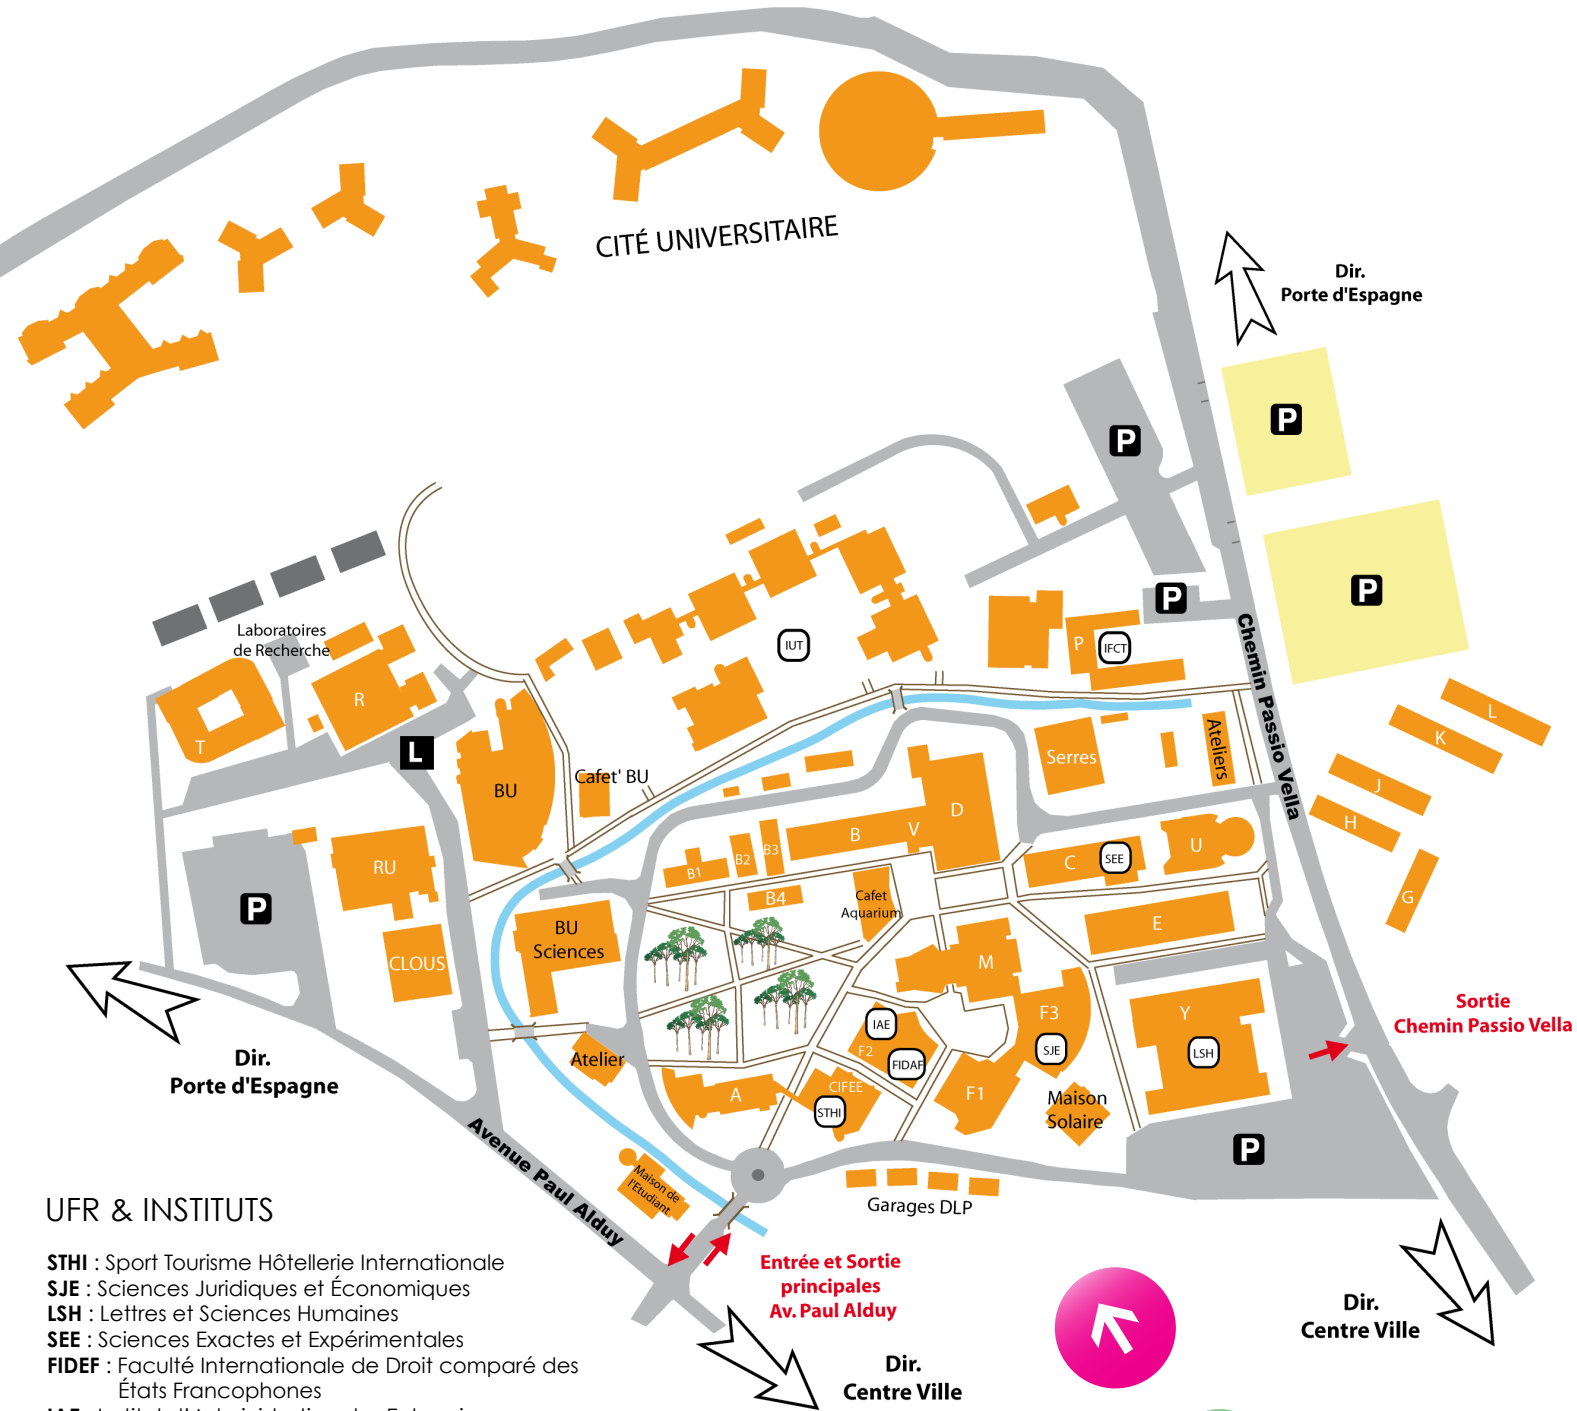 CITÉ UNIVERSITAIRE
Dir.
Porte d'Espagne
P
P
P
P
Laboratoires
de Recherche
IUT
P
IFCT
Chemin Passio Vella
R
T
L
BU
Cafet' BU
Serres
Ateliers
L
K
J
H
G
D
B
V
B1
B2
B3
B4
C
SEE
U
RU
P
CLOUS
BU
Sciences
Cafet
Aquarium
E
M
F3
SJE
Y
LSH
IAE
F2
FIDAF
Sortie
Chemin Passio Vella
Dir.
Porte d'Espagne
Atelier
A
CIFEE
STHI
F1
Maison
Solaire
P
Avenue Paul Alduy
Maison de
l'Etudiant
Garages DLP
Entrée et Sortie
principales
Av. Paul Alduy
Dir.
Centre Ville
Dir.
Centre Ville
UFR & INSTITUTS
STHI : Sport Tourisme Hôtellerie Internationale
SJE : Sciences Juridiques et Économiques
LSH : Lettres et Sciences Humaines
SEE : Sciences Exactes et Expérimentales
FIDEF : Faculté Internationale de Droit comparé des
États Francophones